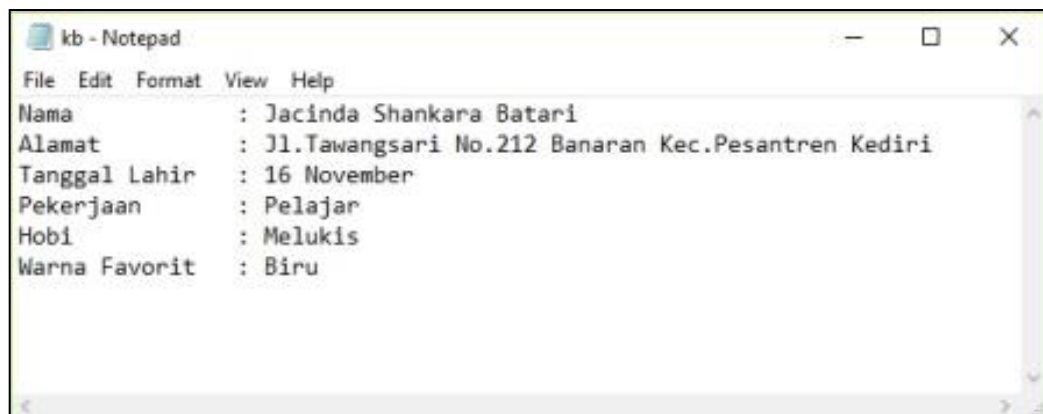 kb - Notepad
File Edit Format View Help
Nama : Jacinda Shankara Batari
Alamat : Jl.Tawangsari No.212 Banaran Kec.Pesantren Kediri
Tanggal Lahir : 16 November
Pekerjaan : Pelajar
Hobi : Melukis
Warna Favorit : Biru